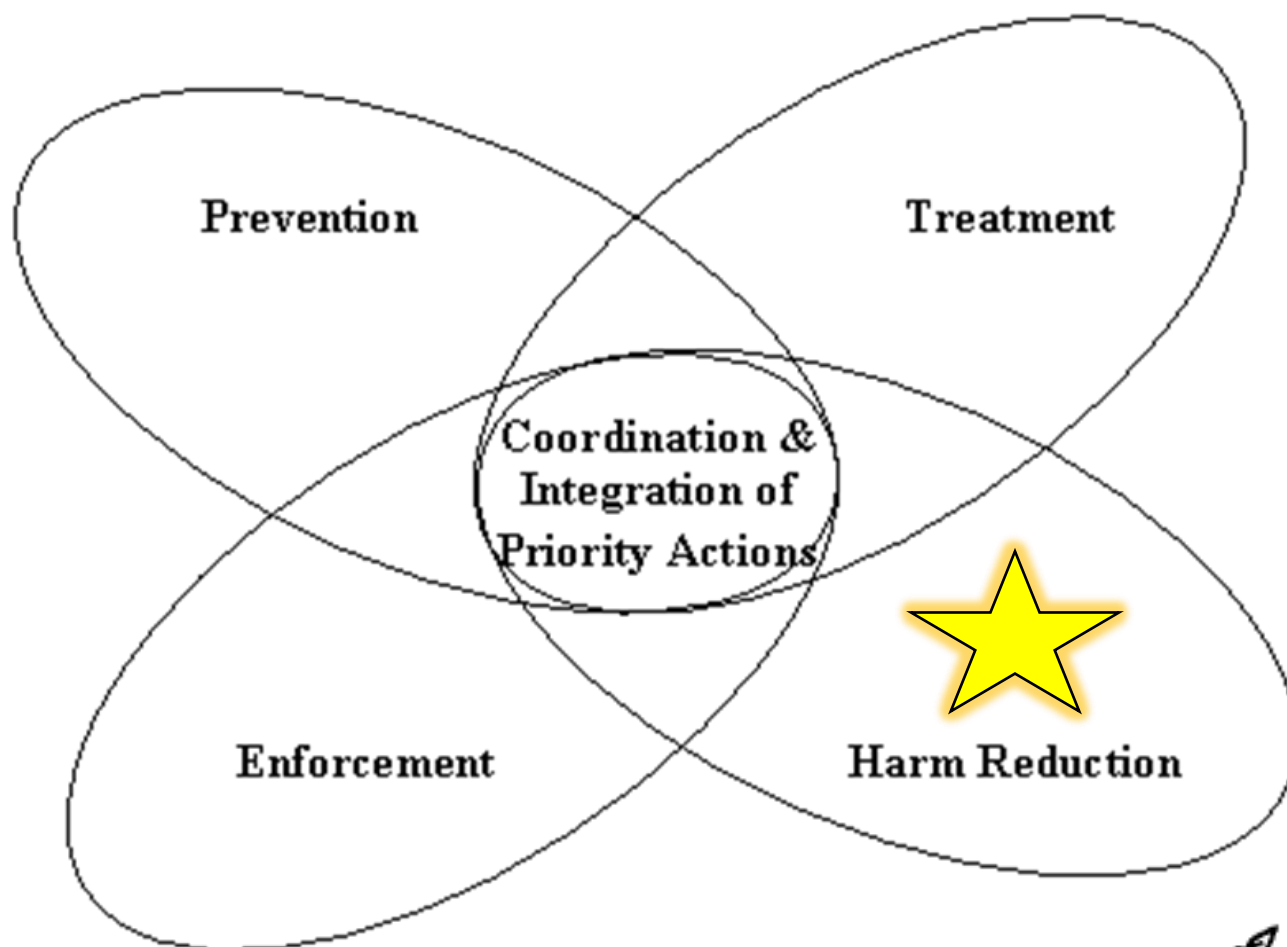 Prevention
Treatment
Coordination &
Integration of
Priority Actions
Enforcement
Harm Reduction